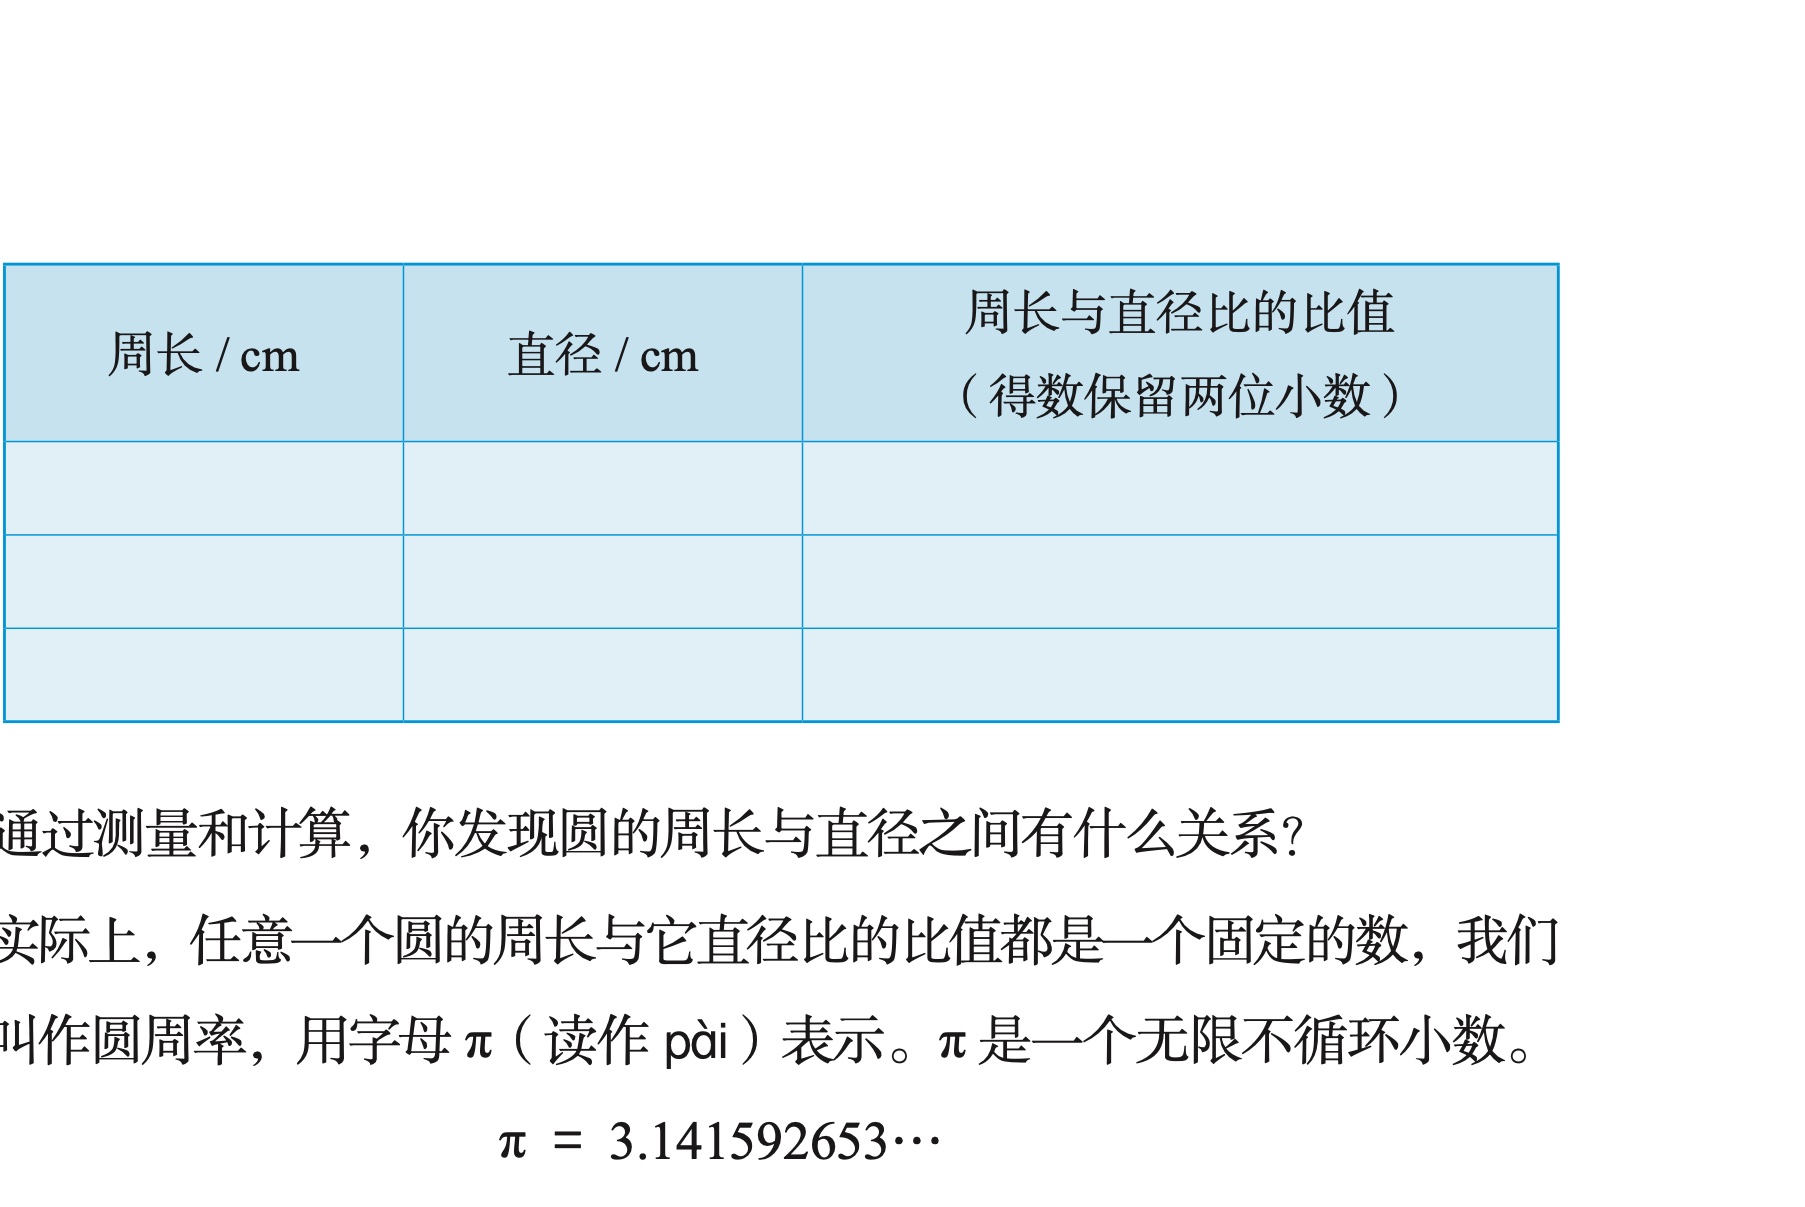 周长 / cm
直径 / cm
周长与直径比的比值
（得数保留两位小数）
通过测量和计算，你发现圆的周长与直径之间有什么关系？
实际上，任意一个圆的周长与它直径比的比值都是一个固定的数，我们
叫作圆周率，用字母 π（读作 pài）表示。π 是一个无限不循环小数。
π = 3.141592653···